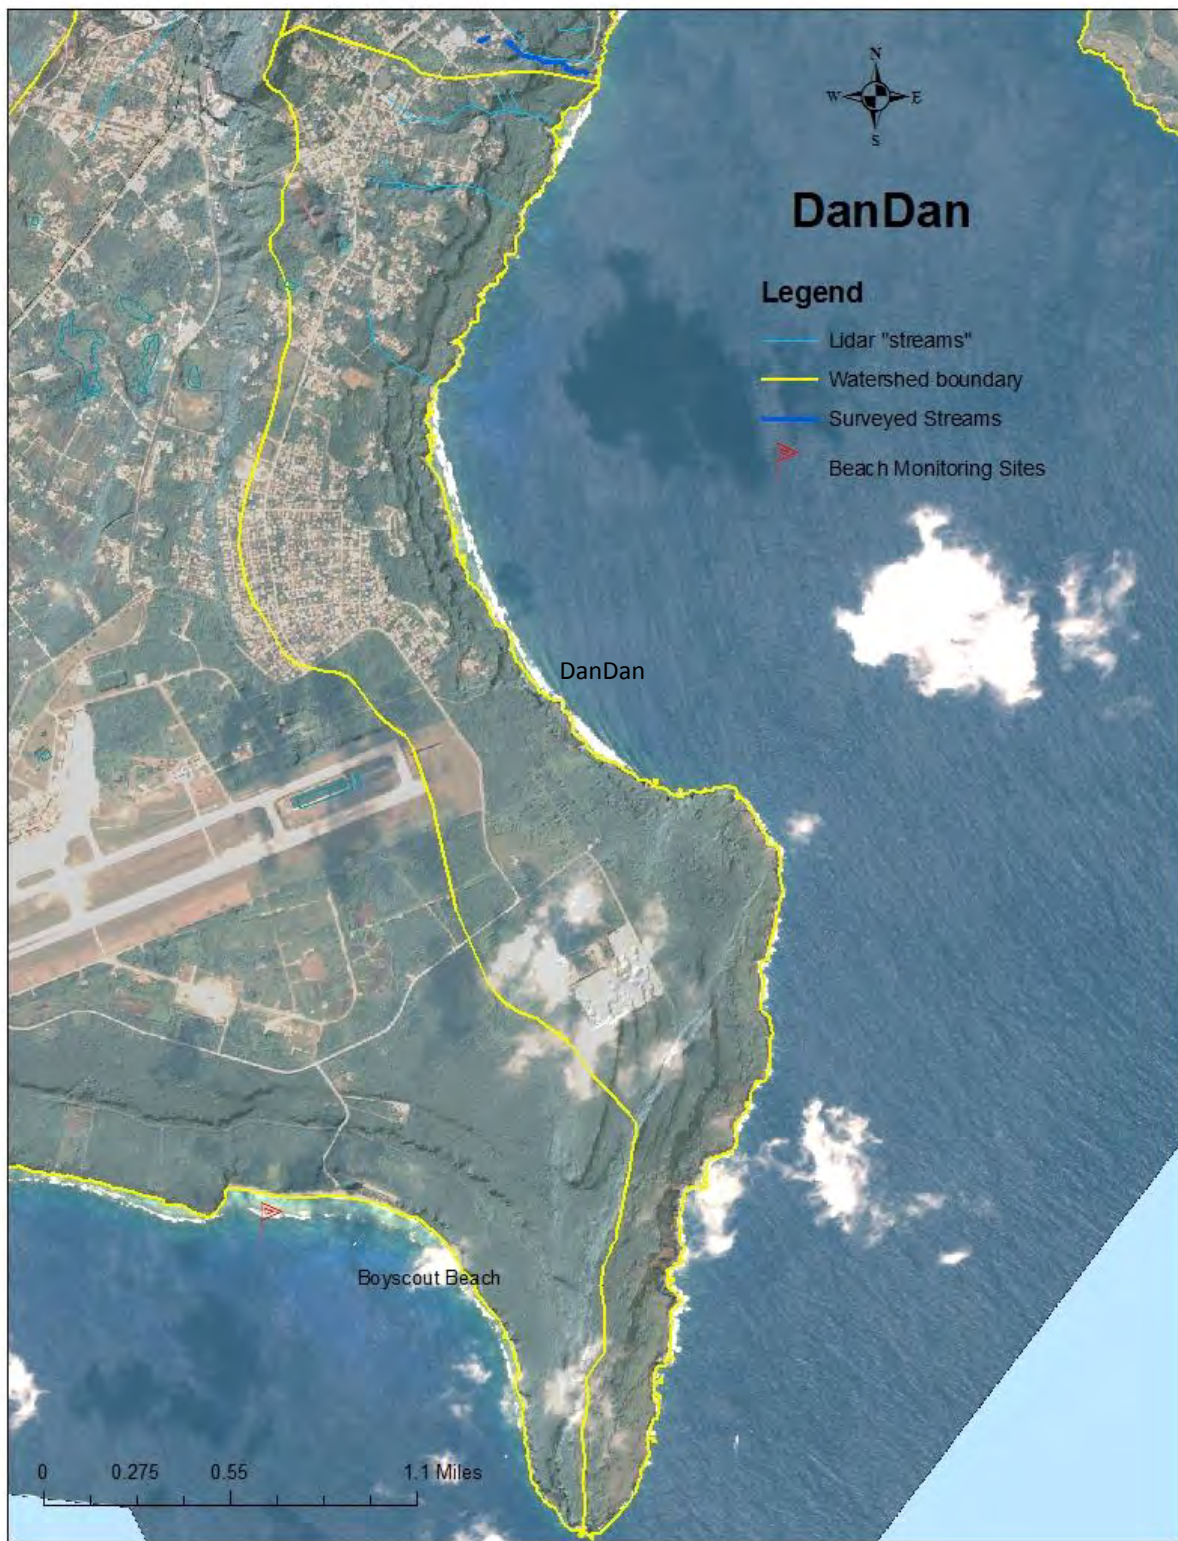 N
W E
S
DanDan
Legend
Lidar "streams"
Watershed boundary
Surveyed Streams
Beach Monitoring Sites
DanDan
Boyscout Beach
0 0.275 0.55 1.1 Miles